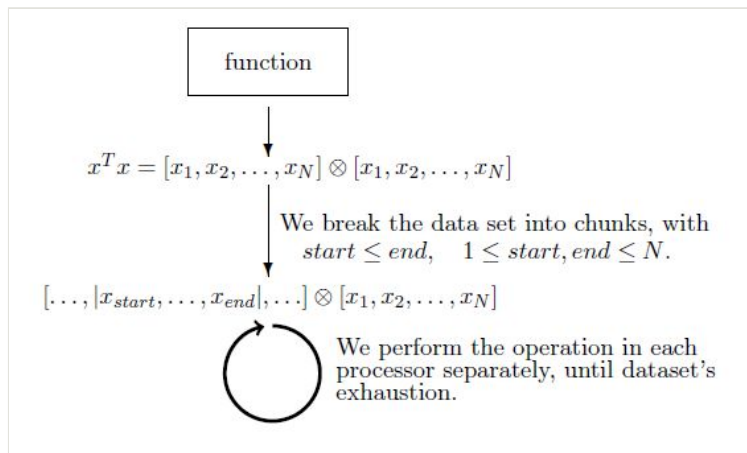 function
x^T x = [x_1, x_2, ..., x_N] ⊗ [x_1, x_2, ..., x_N]
We break the data set into chunks, with
start ≤ end, 1 ≤ start, end ≤ N.
[..., |x_start, ..., x_end|, ...] ⊗ [x_1, x_2, ..., x_N]
We perform the operation in each
processor separately, until dataset's
exhaustion.